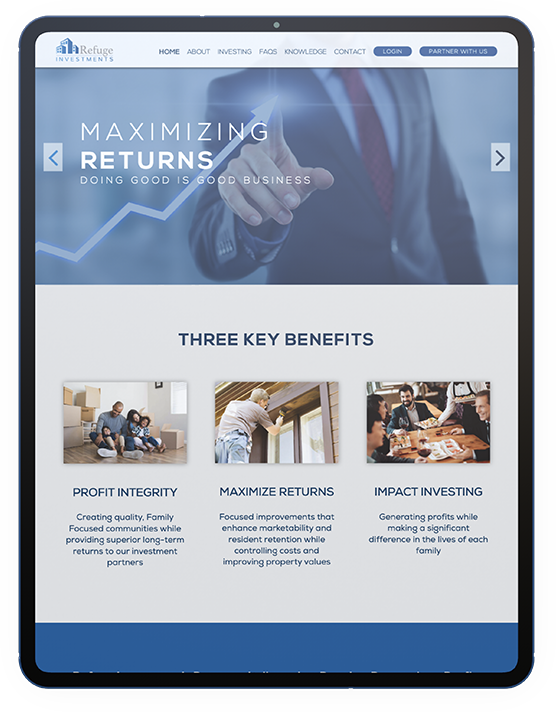 Refuge
INVESTMENTS
HOME ABOUT INVESTING FAQS KNOWLEDGE CONTACT LOGIN PARTNER WITH US
MAXIMIZING
RETURNS
DOING GOOD IS GOOD BUSINESS
THREE KEY BENEFITS
PROFIT INTEGRITY
Creating quality, Family
Focused communities while
providing superior long-term
returns to our investment
partners
MAXIMIZE RETURNS
Focused improvements that
enhance marketability and
resident retention while
controlling costs and
improving property values
IMPACT INVESTING
Generating profits while
making a significant
difference in the lives of each
family